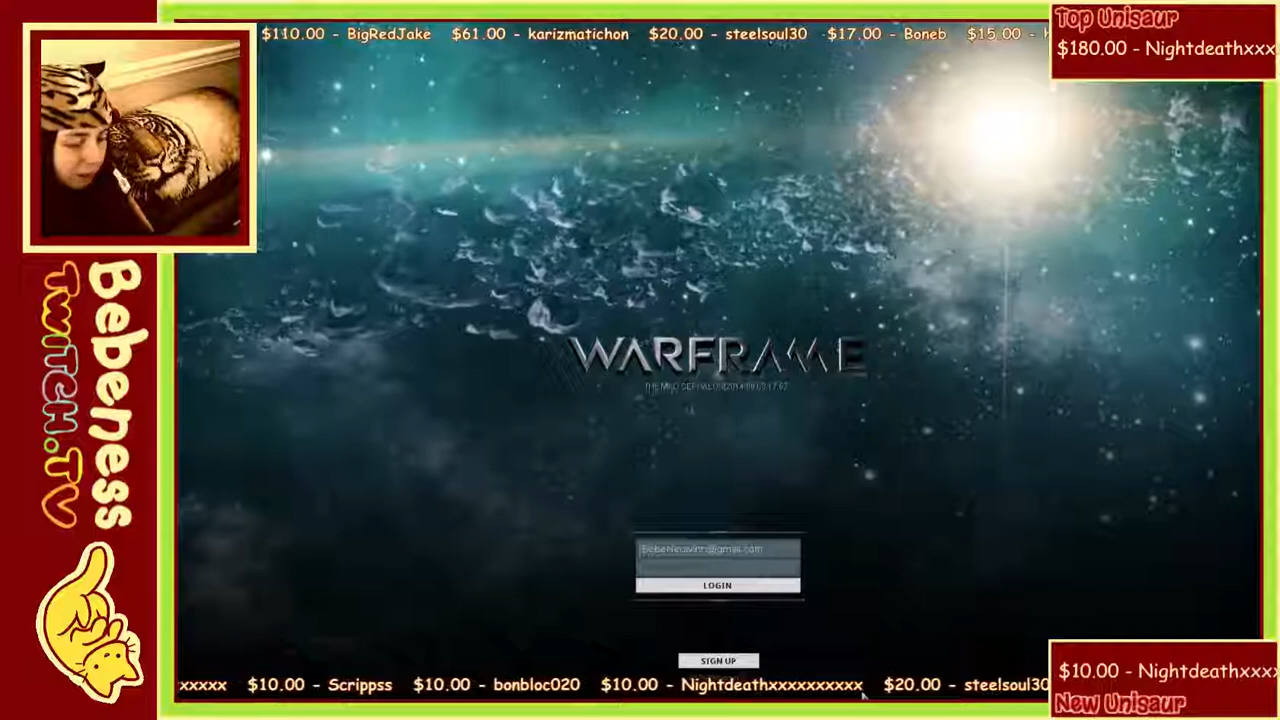 $110.00 - BigRedJake $61.00 - karizmatichon $20.00 - steelsoul30 $17.00 - Boneb $15.00 -
Top Unisaur
$180.00 - Nightdeathxxx
Bebeness
TWITCH.TV
WARFRAME
LOGIN
SIGN UP
xxxxx $10.00 - Scrippss $10.00 - bonbloc020 $10.00 - Nightdeathxxxxxxxxxx $20.00 - steelsoul30
$10.00 - Nightdeathxxx
New Unisaur